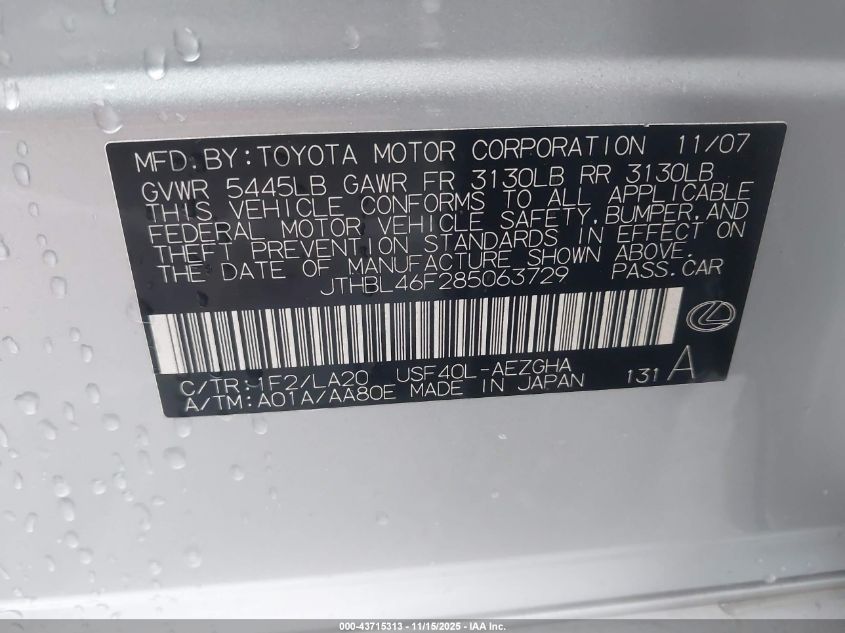 MFD. BY: TOYOTA MOTOR CORPORATION 11/07
GVWR 5445LB GAWR FR 3130LB RR 3130LB
THIS VEHICLE CONFORMS TO ALL APPLICABLE
FEDERAL MOTOR VEHICLE SAFETY, BUMPER, AND
THEFT PREVENTION STANDARDS IN EFFECT ON
THE DATE OF MANUFACTURE SHOWN ABOVE.
JTHBL46F285063729 PASS. CAR
C/TR: 1F2/LA20 USF40L-AEZGHA
A/TM: A01A/AA80E MADE IN JAPAN 131 A
000-43715313 - 11/15/2025 - IAA Inc.